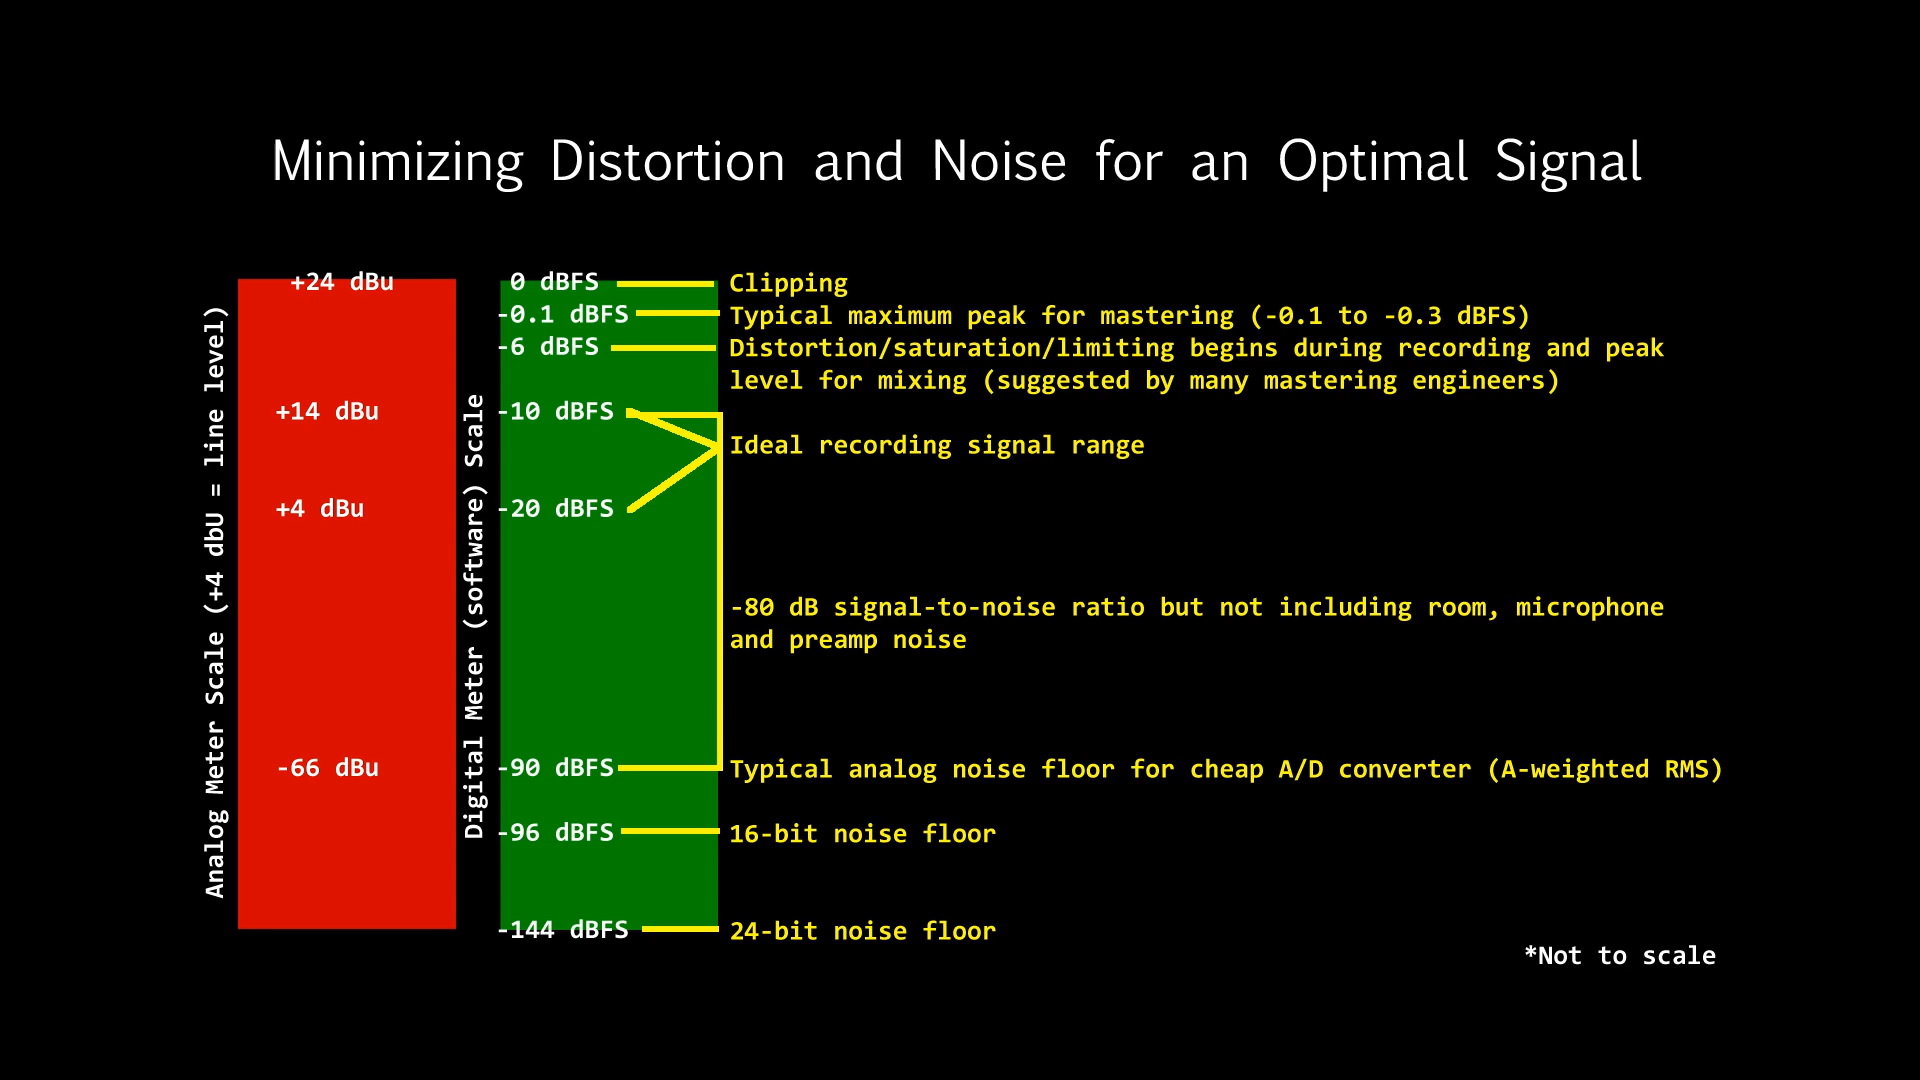 Minimizing Distortion and Noise for an Optimal Signal
Analog Meter Scale (+4 dbU = line level)
+24 dBu
+14 dBu
+4 dBu
-66 dBu
Digital Meter (software) Scale
0 dBFS
-0.1 dBFS
-6 dBFS
-10 dBFS
-20 dBFS
-90 dBFS
-96 dBFS
-144 dBFS
Clipping
Typical maximum peak for mastering (-0.1 to -0.3 dBFS)
Distortion/saturation/limiting begins during recording and peak
level for mixing (suggested by many mastering engineers)
Ideal recording signal range
-80 dB signal-to-noise ratio but not including room, microphone
and preamp noise
Typical analog noise floor for cheap A/D converter (A-weighted RMS)
16-bit noise floor
24-bit noise floor
*Not to scale